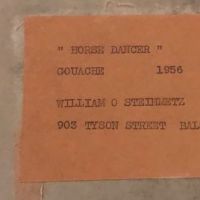 " HORSE DANCER "
GOUACHE 1956
WILLIAM O STEINMETZ
903 TYSON STREET BAL